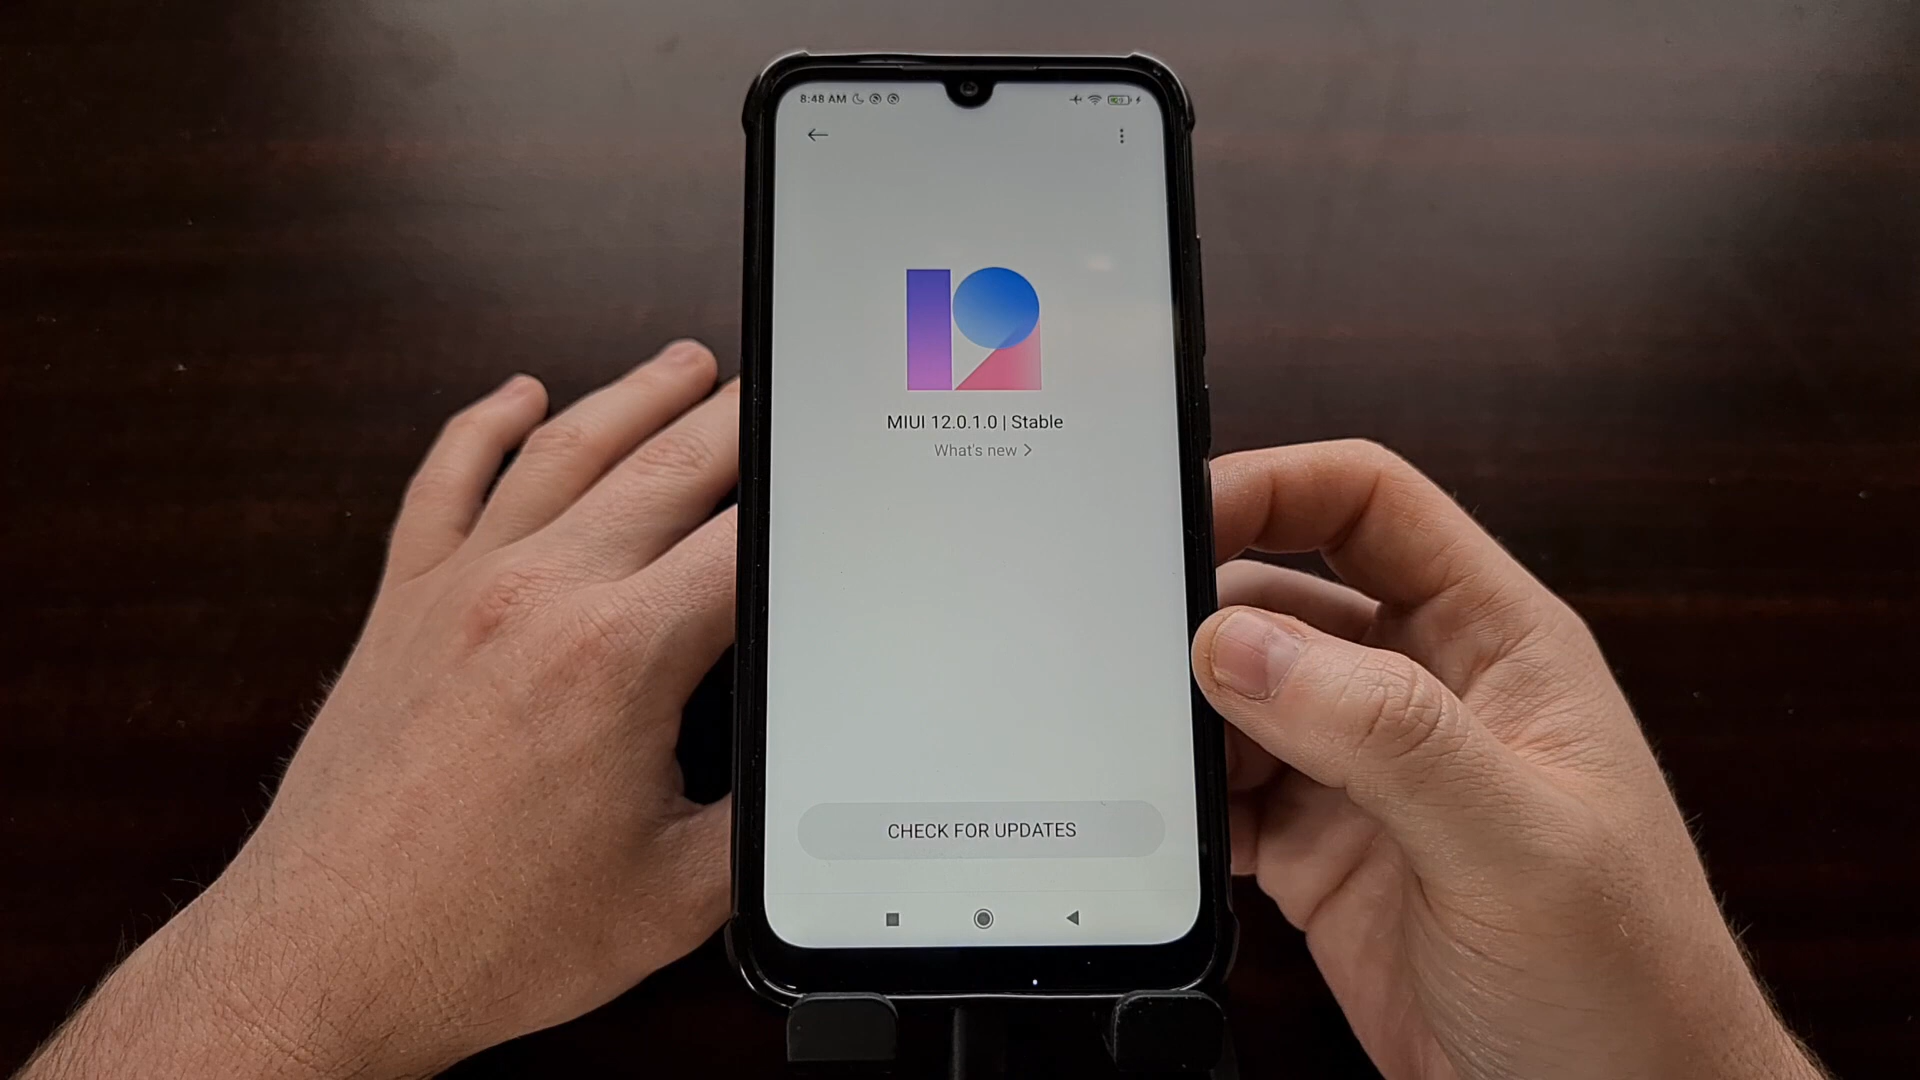 8:48 AM
MIUI 12.0.1.0 | Stable
What's new >
CHECK FOR UPDATES